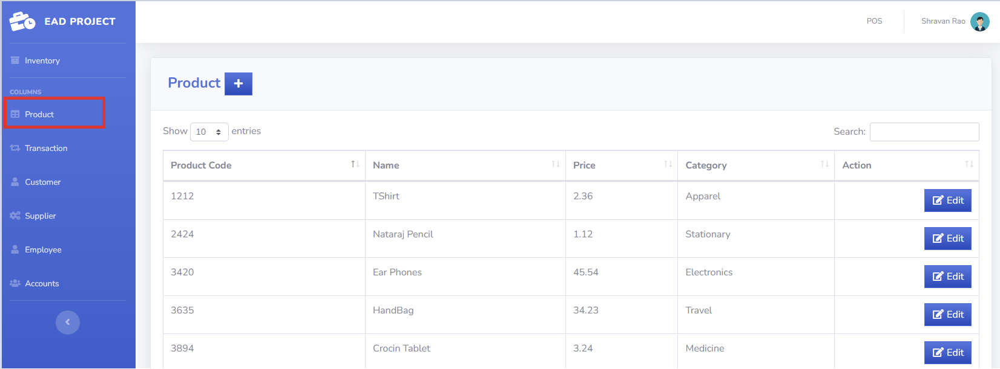 EAD PROJECT
POS
Shravan Rao
Inventory
COLUMNS
Product
Transaction
Customer
Supplier
Employee
Accounts
Product +
Show 10 entries
Search:
Product Code Name Price Category Action
1212 TShirt 2.36 Apparel Edit
2424 Nataraj Pencil 1.12 Stationary Edit
3420 Ear Phones 45.54 Electronics Edit
3635 HandBag 34.23 Travel Edit
3894 Crocin Tablet 3.24 Medicine Edit